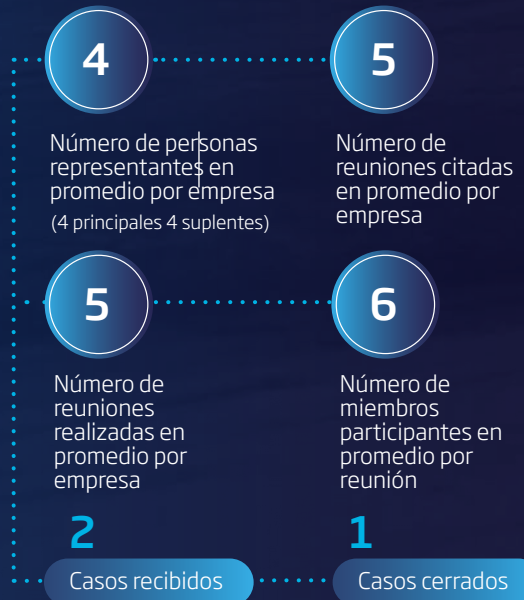 4
Número de personas
representantes en
promedio por empresa
(4 principales 4 suplentes)
5
Número de
reuniones citadas
en promedio por
empresa
5
Número de
reuniones
realizadas en
promedio por
empresa
6
Número de
miembros
participantes en
promedio por
reunión
2
Casos recibidos
1
Casos cerrados